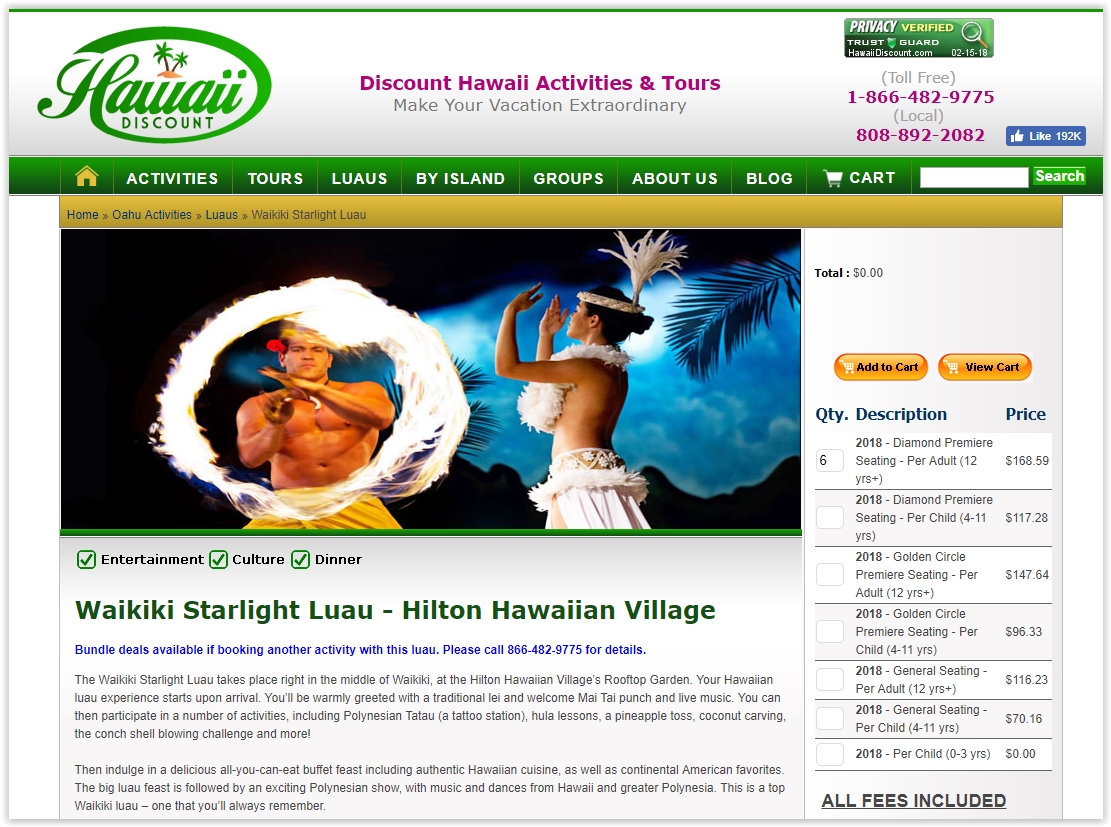 Hawaii
DISCOUNT
Discount Hawaii Activities & Tours
Make Your Vacation Extraordinary
PRIVACY VERIFIED
TRUST GUARD
HawaiiDiscount.com 02-15-18
(Toll Free)
1-866-482-9775
(Local)
808-892-2082
Like 192K
ACTIVITIES TOURS LUAUS BY ISLAND GROUPS ABOUT US BLOG CART Search
Home » Oahu Activities » Luaus » Waikiki Starlight Luau
Entertainment Culture Dinner
Waikiki Starlight Luau - Hilton Hawaiian Village
Bundle deals available if booking another activity with this luau. Please call 866-482-9775 for details.
The Waikiki Starlight Luau takes place right in the middle of Waikiki, at the Hilton Hawaiian Village's Rooftop Garden. Your Hawaiian
luau experience starts upon arrival. You'll be warmly greeted with a traditional lei and welcome Mai Tai punch and live music. You can
then participate in a number of activities, including Polynesian Tatau (a tattoo station), hula lessons, a pineapple toss, coconut carving,
the conch shell blowing challenge and more!
Then indulge in a delicious all-you-can-eat buffet feast including authentic Hawaiian cuisine, as well as continental American favorites.
The big luau feast is followed by an exciting Polynesian show, with music and dances from Hawaii and greater Polynesia. This is a top
Waikiki luau – one that you'll always remember.
Total : $0.00
Add to Cart View Cart
Qty. Description Price
2018 - Diamond Premiere
6 Seating - Per Adult (12 $168.59
yrs+)
2018 - Diamond Premiere
Seating - Per Child (4-11 $117.28
yrs)
2018 - Golden Circle
Premiere Seating - Per $147.64
Adult (12 yrs+)
2018 - Golden Circle
Premiere Seating - Per $96.33
Child (4-11 yrs)
2018 - General Seating -
Per Adult (12 yrs+) $116.23
2018 - General Seating -
Per Child (4-11 yrs) $70.16
2018 - Per Child (0-3 yrs) $0.00
ALL FEES INCLUDED